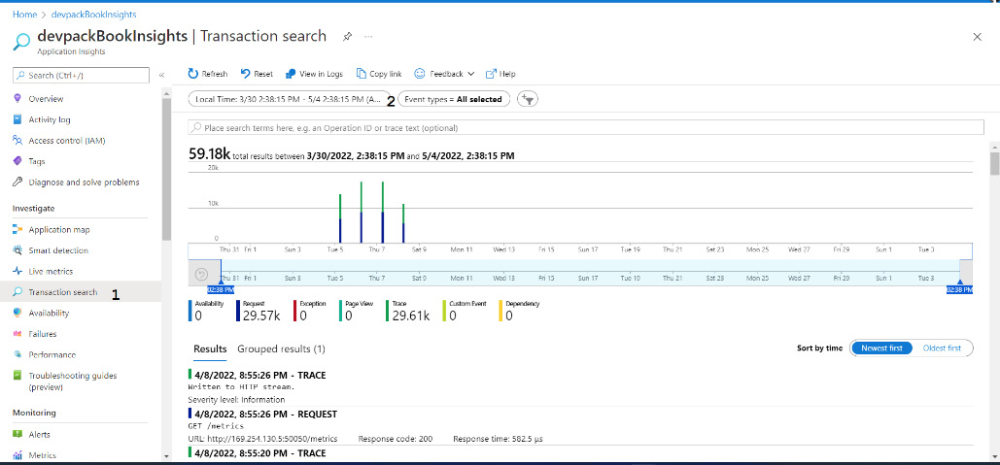 Home > devpackBookInsights
devpackBookInsights | Transaction search
Application Insights
Search (Ctrl+/)
Overview
Activity log
Access control (IAM)
Tags
Diagnose and solve problems
Investigate
Application map
Smart detection
Live metrics
Transaction search 1
Availability
Failures
Performance
Troubleshooting guides
(preview)
Monitoring
Alerts
Metrics
Refresh Reset View in Logs Copy link Feedback Help
Local Time: 3/30 2:38:15 PM - 5/4 2:38:15 PM (A... 2 Event types = All selected
Place search terms here, e.g. an Operation ID or trace text (optional)
59.18k total results between 3/30/2022, 2:38:15 PM and 5/4/2022, 2:38:15 PM
20k
10k
0
Thu 31 Fri 1 Sun 3 Tue 5 Thu 7 Sat 9 Mon 11 Wed 13 Fri 15 Sun 17 Tue 19 Thu 21 Sat 23 Mon 25 Wed 27 Fri 29 Sun 1 Tue 3
Thu 31 Fri 1 Sun 3 Tue 5 Thu 7 Sat 9 Mon 11 Wed 13 Fri 15 Sun 17 Tue 19 Thu 21 Sat 23 Mon 25 Wed 27 Fri 29 Sun 1 Tue 3
02:38 PM 02:38 PM
Availability Request Exception Page View Trace Custom Event Dependency
0 29.57k 0 0 29.61k 0 0
Results Grouped results (1) Sort by time Newest first Oldest first
4/8/2022, 8:55:26 PM - TRACE
Written to HTTP stream.
Severity level: Information
4/8/2022, 8:55:26 PM - REQUEST
GET /metrics
URL: http://169.254.130.5:50050/metrics Response code: 200 Response time: 582.5 µs
4/8/2022, 8:55:20 PM - TRACE